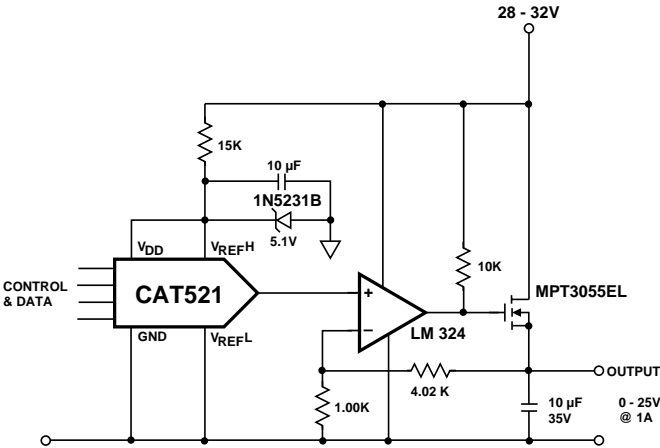 28 - 32V
15K
10 µF
1N5231B
5.1V
VDD
VREFH
CONTROL
& DATA
CAT521
GND
VREFL
+
–
LM 324
10K
MPT3055EL
4.02 K
1.00K
OUTPUT
10 µF
35V
0 - 25V
@ 1A